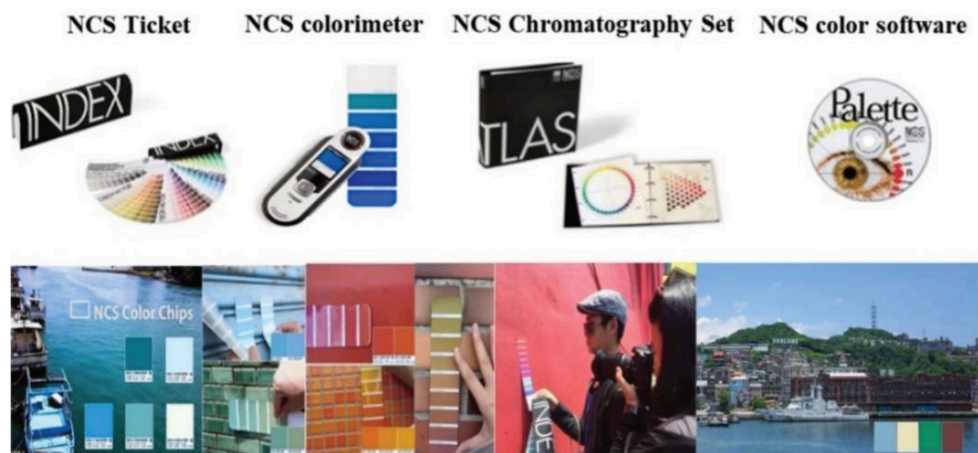 NCS Ticket
NCS colorimeter
NCS Chromatography Set
NCS color software
INDEX
INDEX
TLAS
NCS
Palette
NCS
NCS Color Chips
INDE